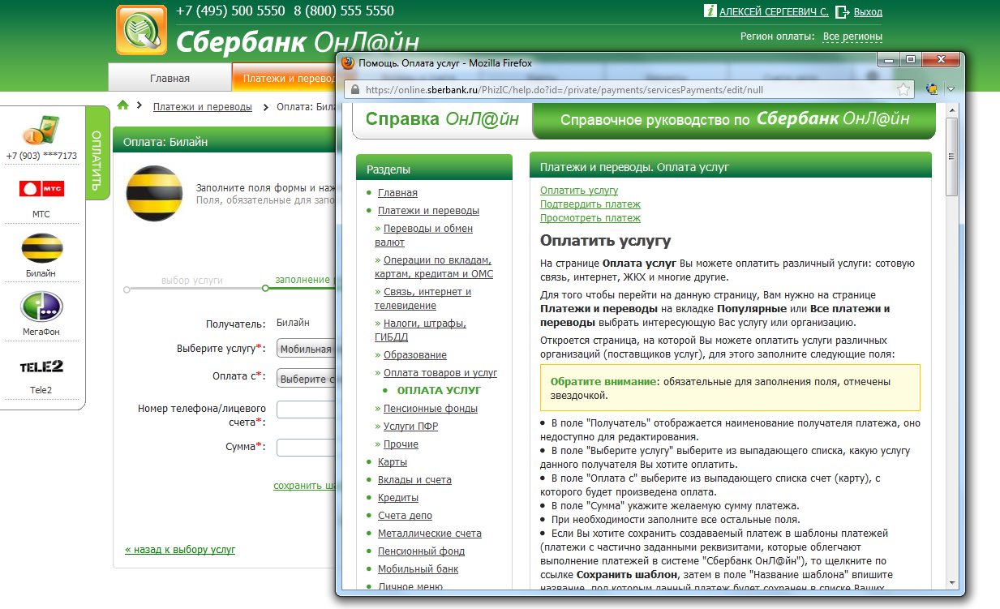 +7 (495) 500 5550 8 (800) 555 5550
АЛЕКСЕЙ СЕРГЕЕВИЧ С.
Выход
Сбербанк ОнЛ@йн
Регион оплаты: Все регионы
Главная
Платежи и перевод
Платежи и переводы
Оплата: Била
+7 (903) ***7173
МТС
МТС
Билайн
МегаФон
TELE2
Tele2
ОПЛАТИТЬ
Оплата: Билайн
Заполните поля формы и наж
Поля, обязательные для запо
выбор услуги
заполнение р
Получатель: Билайн
Выберите услугу*: Мобильная
Оплата с*: Выберите с
Номер телефона/лицевого
счета*:
Сумма*:
сохранить ша
« назад к выбору услуг
Помощь. Оплата услуг - Mozilla Firefox
https://online.sberbank.ru/PhizIC/help.do?id=/private/payments/servicesPayments/edit/null
Справка ОнЛ@йн
Справочное руководство по Сбербанк ОнЛ@йн
Разделы
Главная
Платежи и переводы
» Переводы и обмен
валют
» Операции по вкладам,
картам, кредитам и ОМС
» Связь, интернет и
телевидение
» Налоги, штрафы,
ГИБДД
» Образование
» Оплата товаров и услуг
ОПЛАТА УСЛУГ
» Пенсионные фонды
» Услуги ПФР
» Прочие
Карты
Вклады и счета
Кредиты
Счета депо
Металлические счета
Пенсионный фонд
Мобильный банк
Личное меню
Платежи и переводы. Оплата услуг
Оплатить услугу
Подтвердить платеж
Просмотреть платеж
Оплатить услугу
На странице Оплата услуг Вы можете оплатить различный услуги: сотовую
связь, интернет, ЖКХ и многие другие.
Для того чтобы перейти на данную страницу, Вам нужно на странице
Платежи и переводы на вкладке Популярные или Все платежи и
переводы выбрать интересующую Вас услугу или организацию.
Откроется страница, на которой Вы можете оплатить услуги различных
организаций (поставщиков услуг), для этого заполните следующие поля:
Обратите внимание: обязательные для заполнения поля, отмечены
звездочкой.
• В поле "Получатель" отображается наименование получателя платежа, оно
недоступно для редактирования.
• В поле "Выберите услугу" выберите из выпадающего списка, какую услугу
данного получателя Вы хотите оплатить.
• В поле "Оплата с" выберите из выпадающего списка счет (карту), с
которого будет произведена оплата.
• В поле "Сумма" укажите желаемую сумму платежа.
• При необходимости заполните все остальные поля.
• Если Вы хотите сохранить создаваемый платеж в шаблоны платежей
(платежи с частично заданными реквизитами, которые облегчают
выполнение платежей в системе "Сбербанк ОнЛ@йн"), то щелкните по
ссылке Сохранить шаблон, затем в поле "Название шаблона" впишите
название, под которым данный платеж будет сохранен в списке Ваших